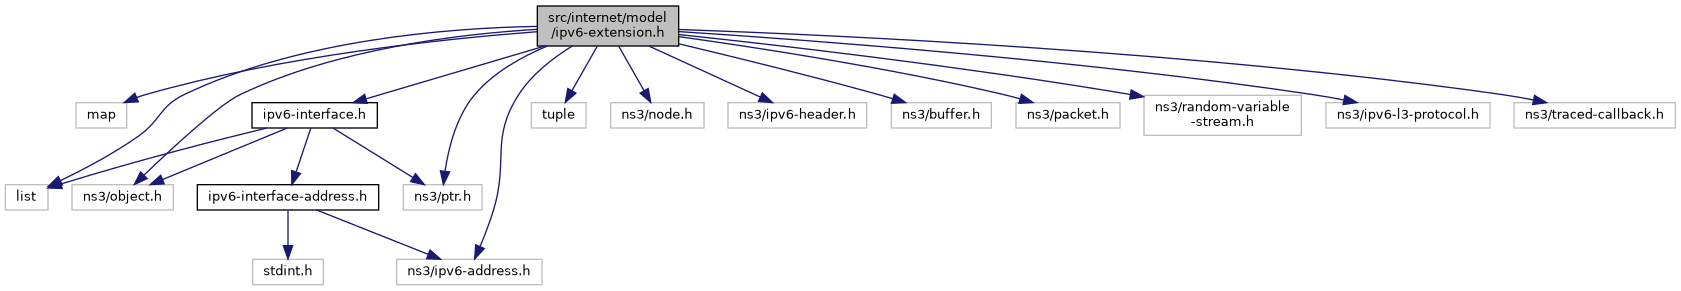 src/internet/model
/ipv6-extension.h
map
ipv6-interface.h
tuple
ns3/node.h
ns3/ipv6-header.h
ns3/buffer.h
ns3/packet.h
ns3/random-variable
-stream.h
ns3/ipv6-l3-protocol.h
ns3/traced-callback.h
list
ns3/object.h
ipv6-interface-address.h
ns3/ptr.h
stdint.h
ns3/ipv6-address.h